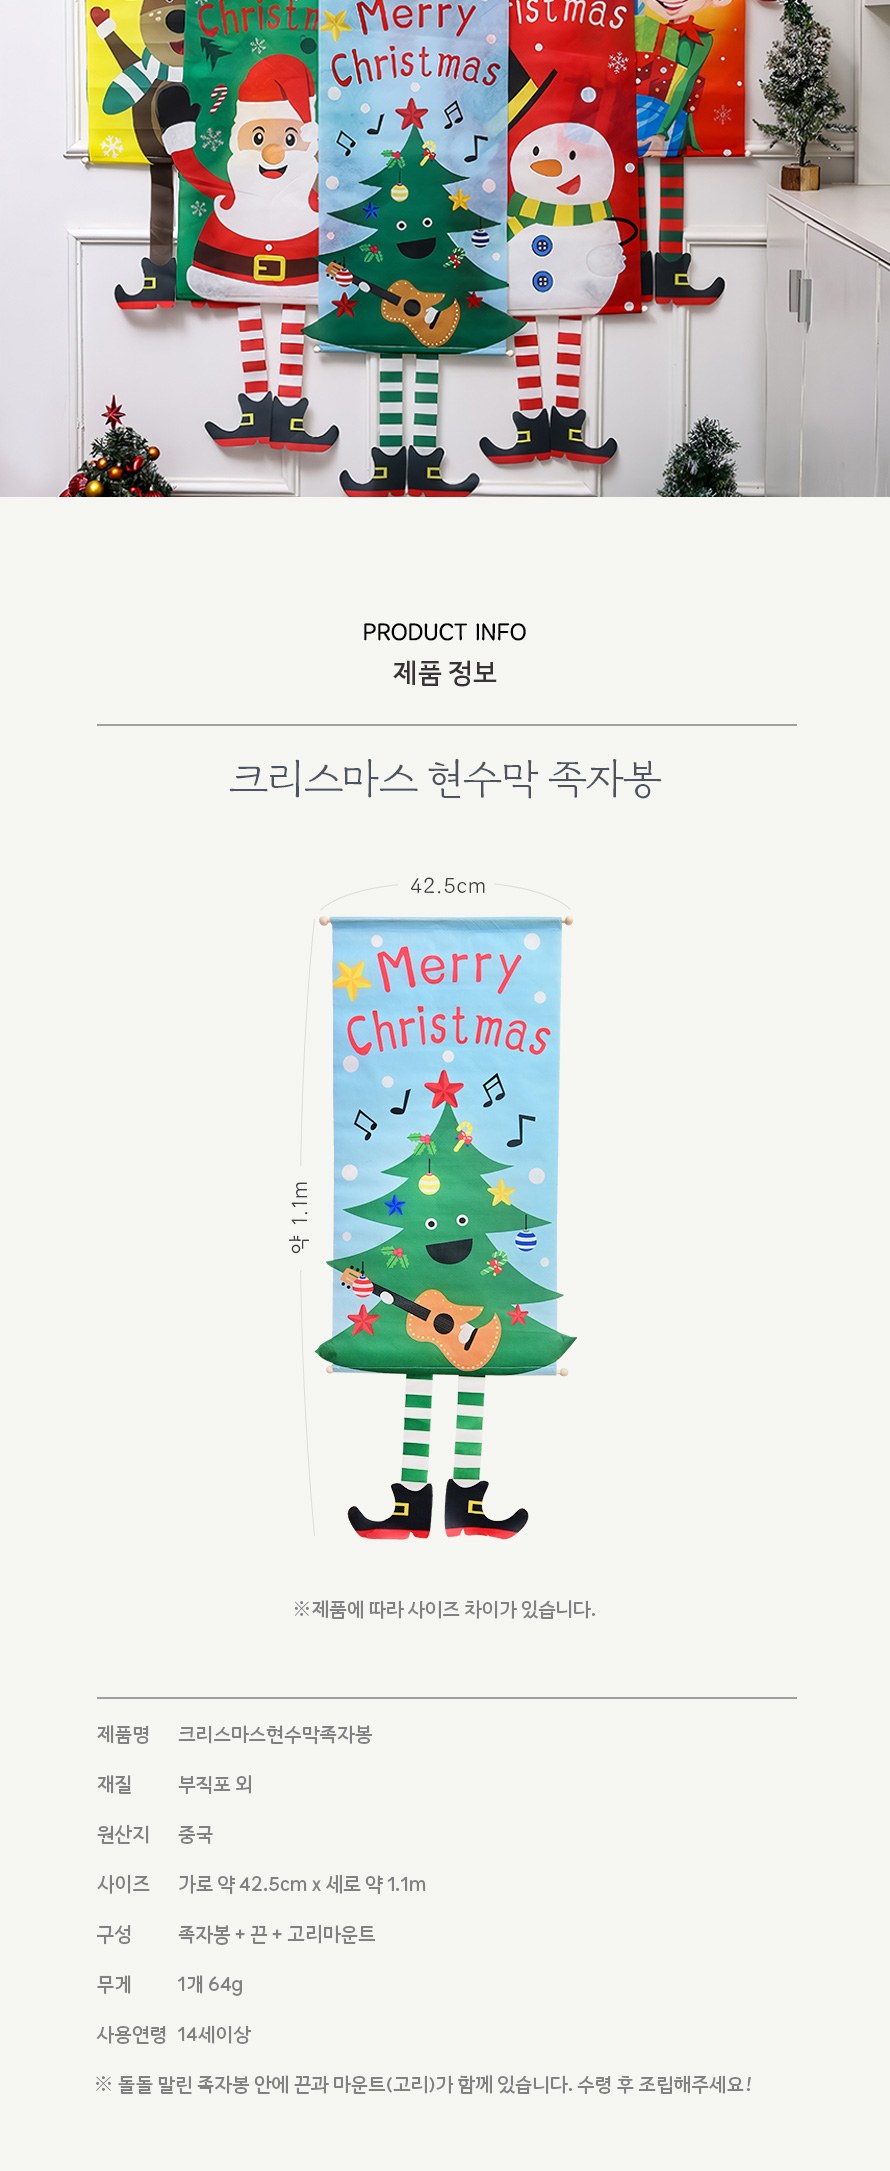 Christm
Merry
Christmas
istmas
PRODUCT INFO
제품 정보
크리스마스 현수막 족자봉
42.5cm
Merry
Christmas
약 1.1m
※제품에 따라 사이즈 차이가 있습니다.
제품명 크리스마스현수막족자봉
재질 부직포 외
원산지 중국
사이즈 가로 약 42.5cm x 세로 약 1.1m
구성 족자봉 + 끈 + 고리마운트
무게 1개 64g
사용연령 14세이상
※ 돌돌 말린 족자봉 안에 끈과 마운트(고리)가 함께 있습니다. 수령 후 조립해주세요!